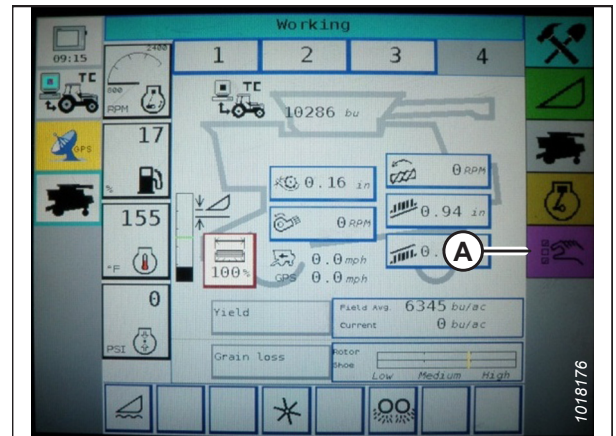 Working
09:15
2400
1 2 3 4
800
RPM
TC
TC
10286 bu
GPS
17
%
0.16 in
0 RPM
155
0 RPM
0.94 in
°F
0.
A
100%
0.0 mph
GPS 0.0 mph
0
PSI
Yield
Field Avg. 6345 bu/ac
Current 0 bu/ac
Grain loss
Rotor
Shoe
Low Medium High
1018176